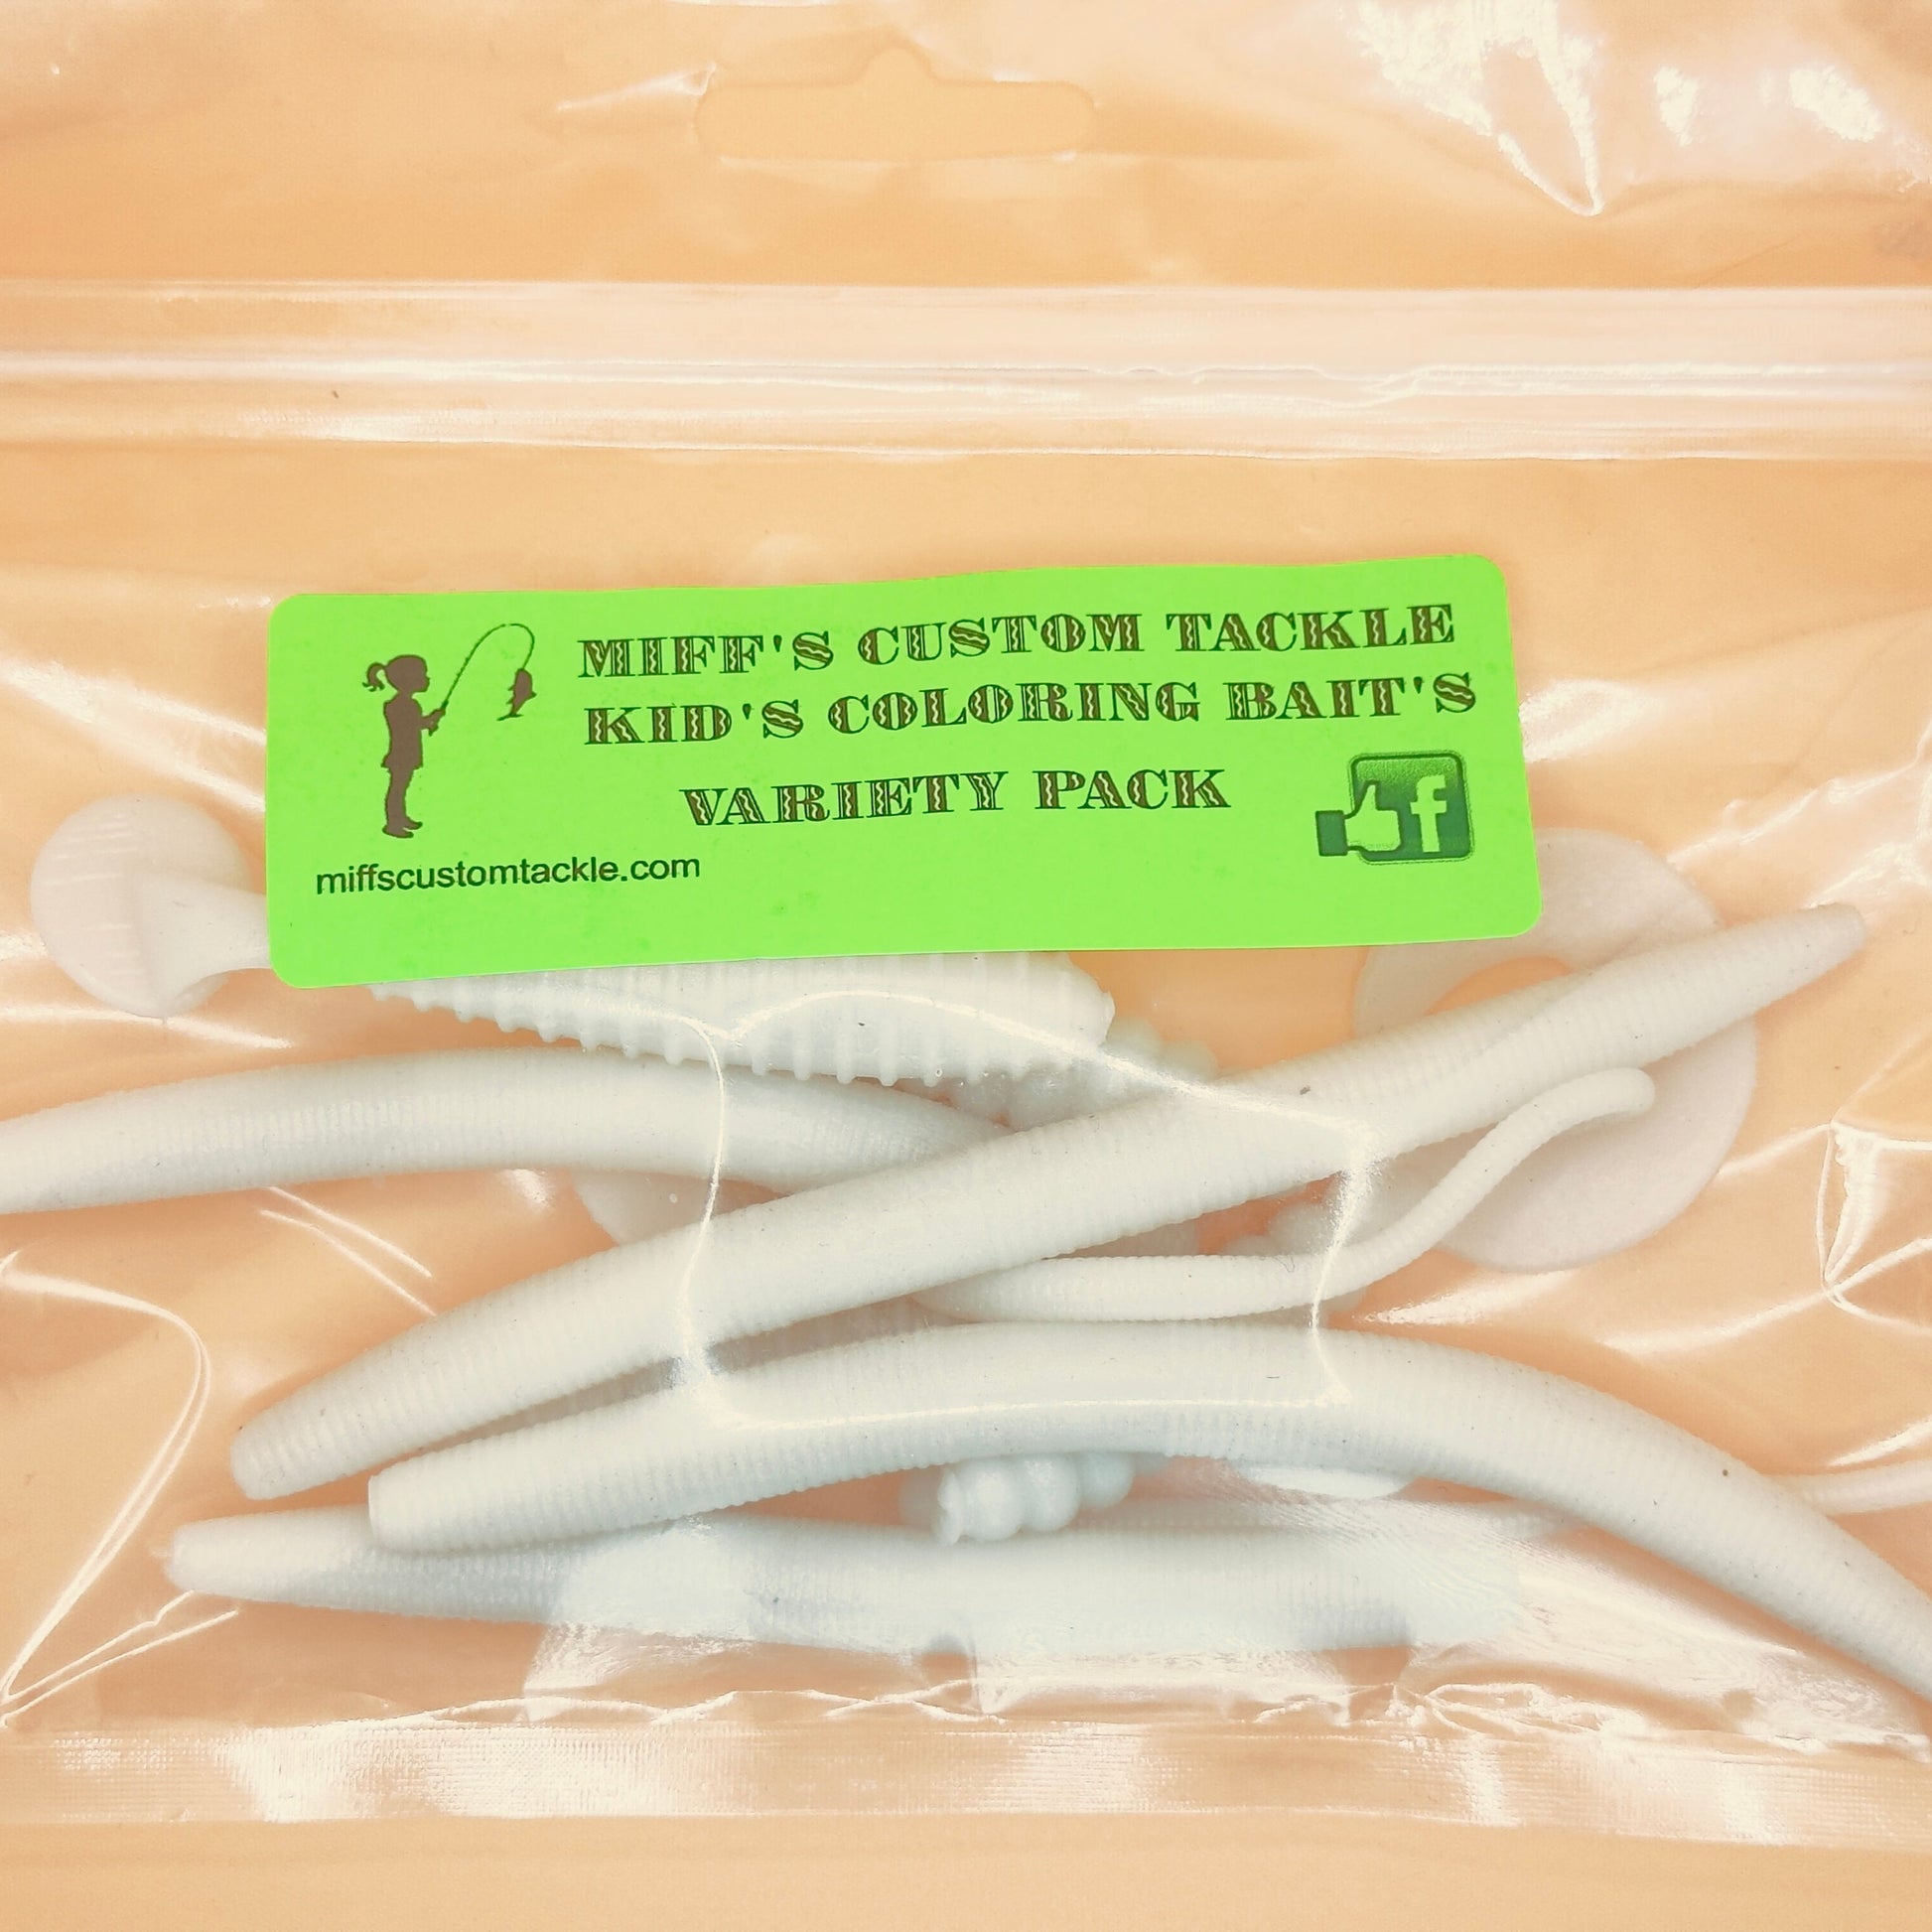 MIFF'S CUSTOM TACKLE
KID'S COLORING BAIT'S
VARIETY PACK
f
miffscustomtackle.com